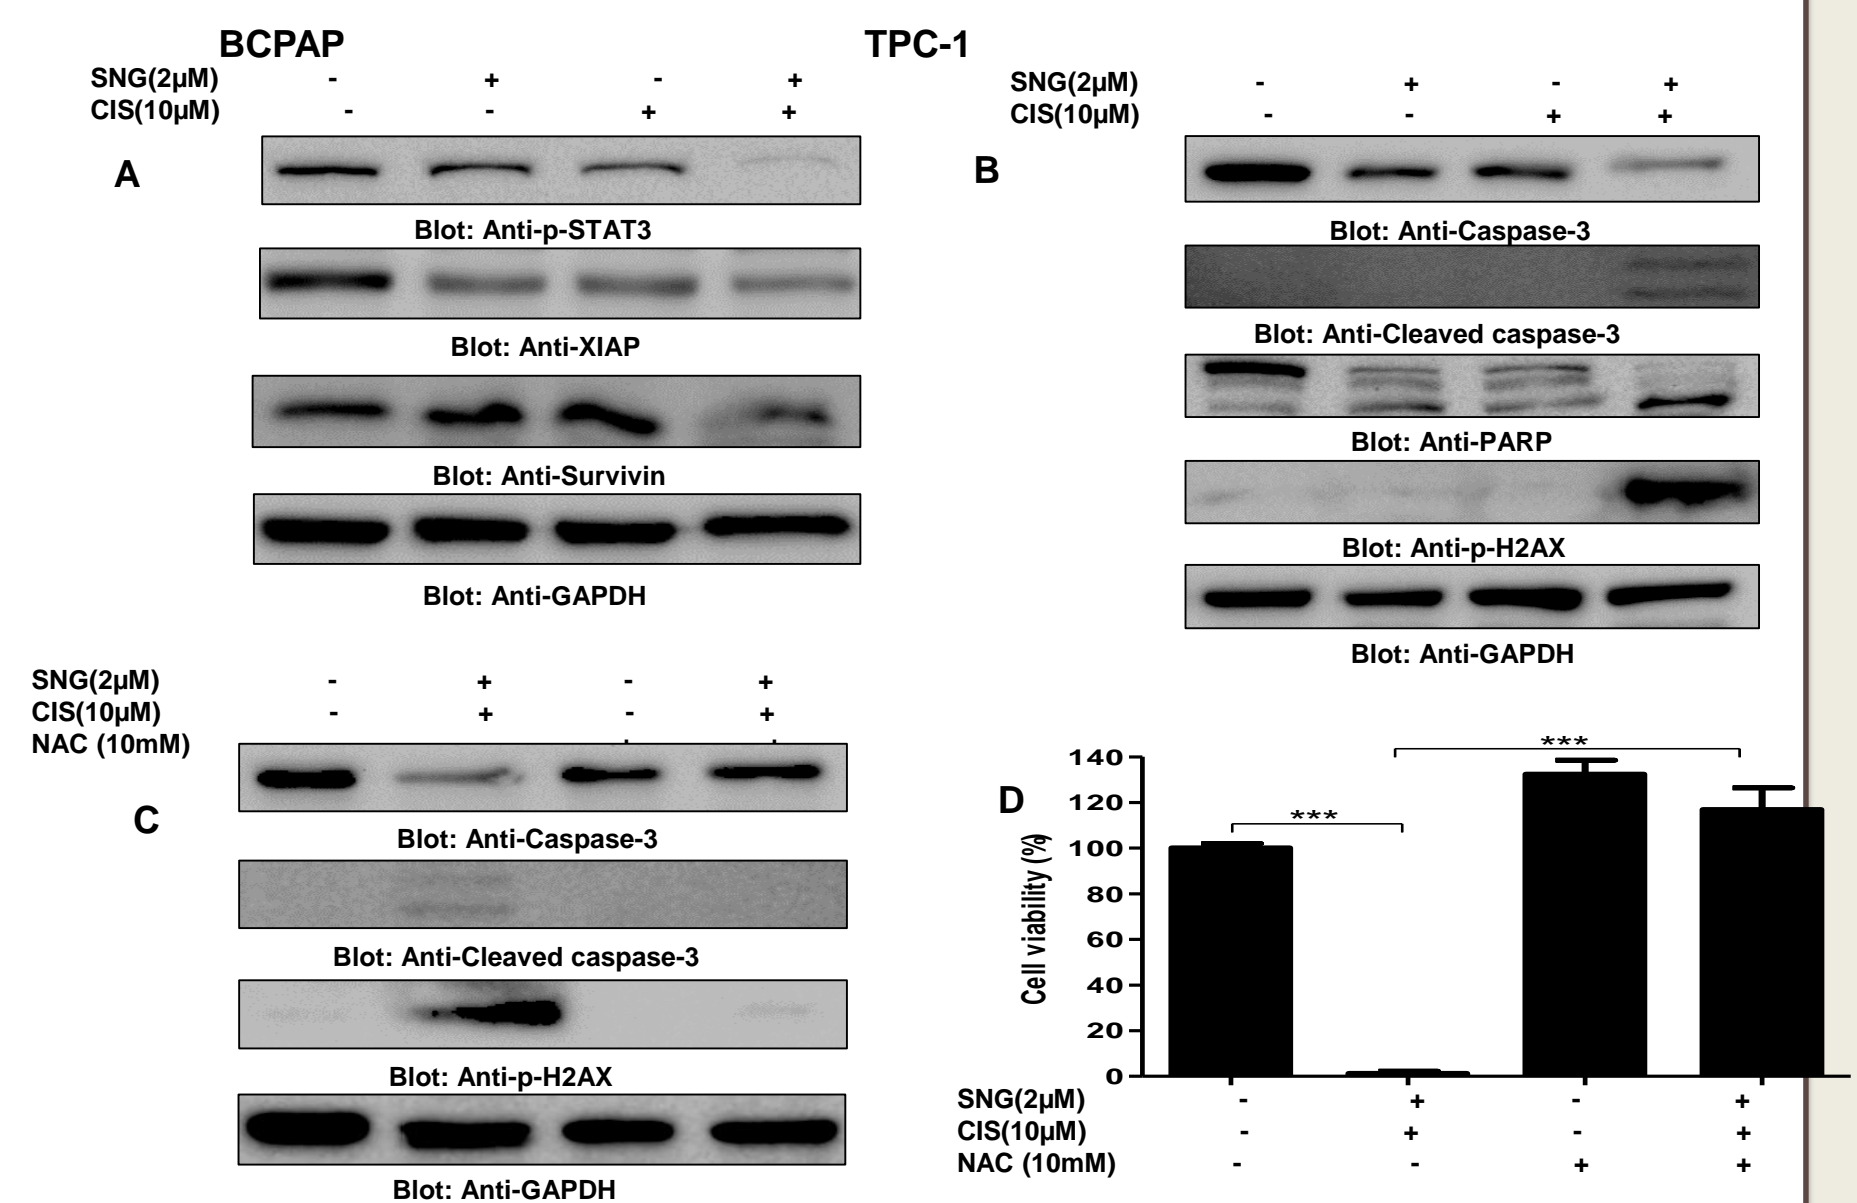 BCPAP
SNG(2µM) - + - +
CIS(10µM) - - + +
A
Blot: Anti-p-STAT3
Blot: Anti-XIAP
Blot: Anti-Survivin
Blot: Anti-GAPDH
TPC-1
SNG(2µM) - + - +
CIS(10µM) - - + +
B
Blot: Anti-Caspase-3
Blot: Anti-Cleaved caspase-3
Blot: Anti-PARP
Blot: Anti-p-H2AX
Blot: Anti-GAPDH
SNG(2µM) - + - +
CIS(10µM) - + - +
NAC (10mM)
C
Blot: Anti-Caspase-3
Blot: Anti-Cleaved caspase-3
Blot: Anti-p-H2AX
Blot: Anti-GAPDH
D
Cell viability (%)
140
120
100
80
60
40
20
0
***
***
SNG(2µM) - + - +
CIS(10µM) - + - +
NAC (10mM) - - + +